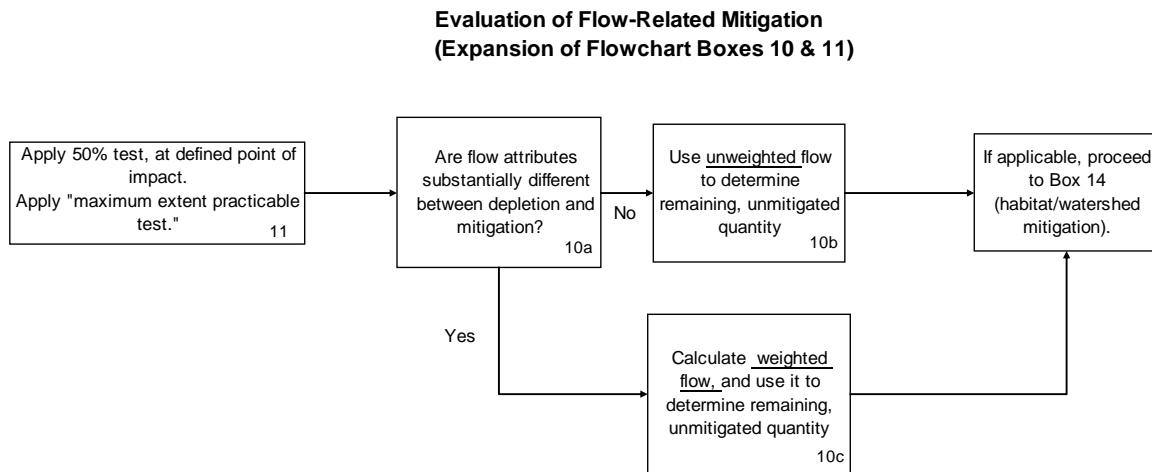 Evaluation of Flow-Related Mitigation
(Expansion of Flowchart Boxes 10 & 11)
Apply 50% test, at defined point of
impact.
Apply "maximum extent practicable
test."
11
Are flow attributes
substantially different
between depletion and
mitigation?
10a
No
Use unweighted flow
to determine
remaining, unmitigated
quantity
10b
If applicable, proceed
to Box 14
(habitat/watershed
mitigation).
Yes
Calculate weighted
flow, and use it to
determine remaining,
unmitigated quantity
10c